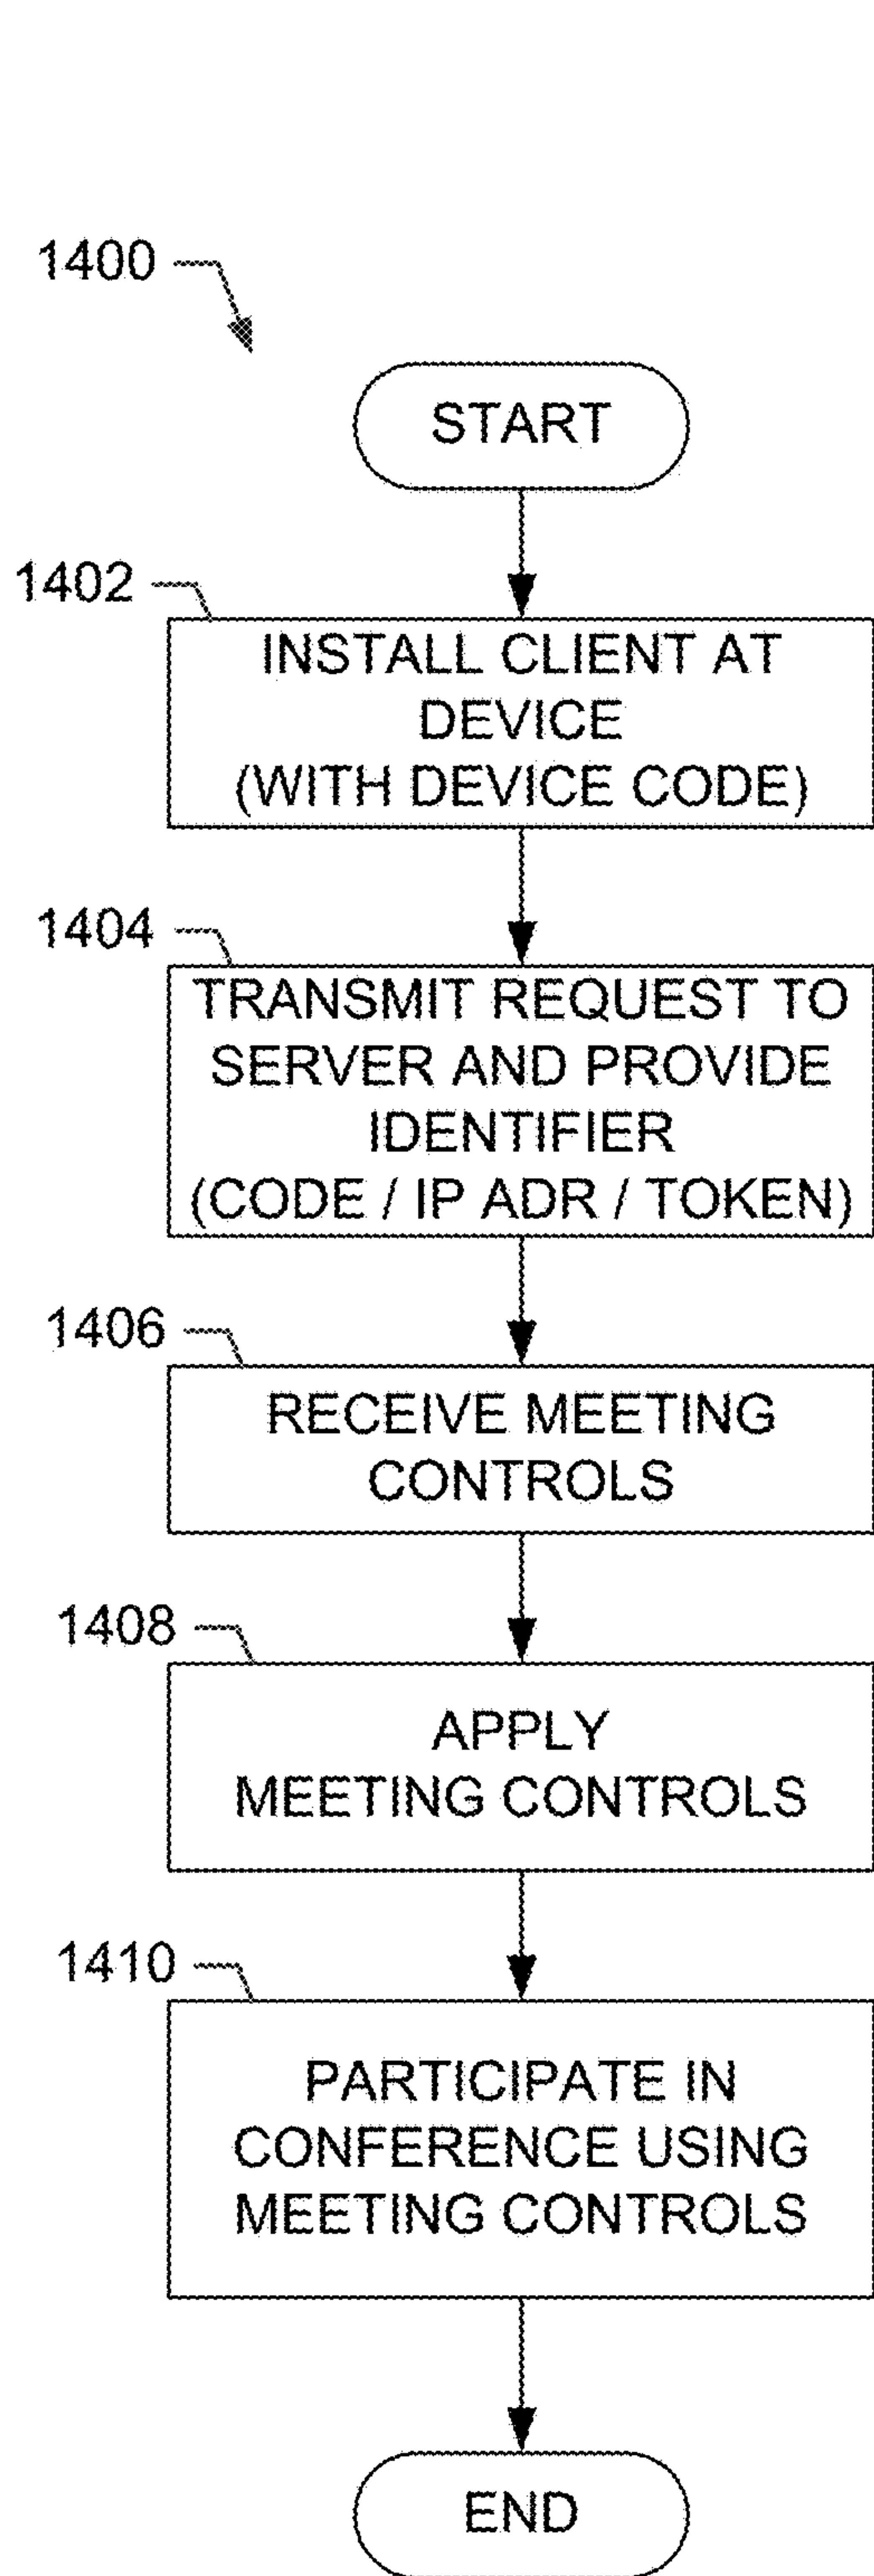 1400
START
1402
INSTALL CLIENT AT
DEVICE
(WITH DEVICE CODE)
1404
TRANSMIT REQUEST TO
SERVER AND PROVIDE
IDENTIFIER
(CODE / IP ADR / TOKEN)
1406
RECEIVE MEETING
CONTROLS
1408
APPLY
MEETING CONTROLS
1410
PARTICIPATE IN
CONFERENCE USING
MEETING CONTROLS
END